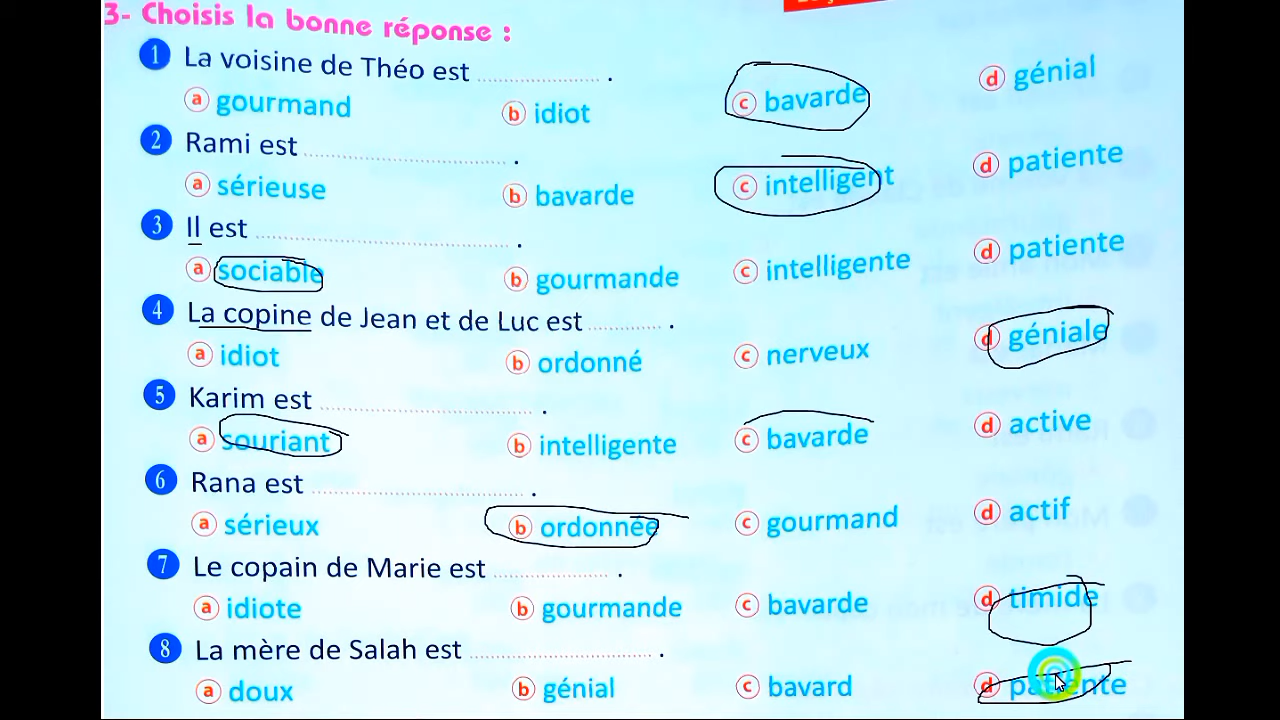 3- Choisis la bonne réponse :
1 La voisine de Théo est .................... .
a gourmand b idiot c bavarde d génial
2 Rami est .................................. .
a sérieuse b bavarde c intelligent d patiente
3 Il est .......................................... .
a sociable b gourmande c intelligente d patiente
4 La copine de Jean et de Luc est ............ .
a idiot b ordonné c nerveux d géniale
5 Karim est ................................... .
a souriant b intelligente c bavarde d active
6 Rana est ................................... .
a sérieux b ordonnée c gourmand d actif
7 Le copain de Marie est ................... .
a idiote b gourmande c bavarde d timide
8 La mère de Salah est .............................. .
a doux b génial c bavard d patiente